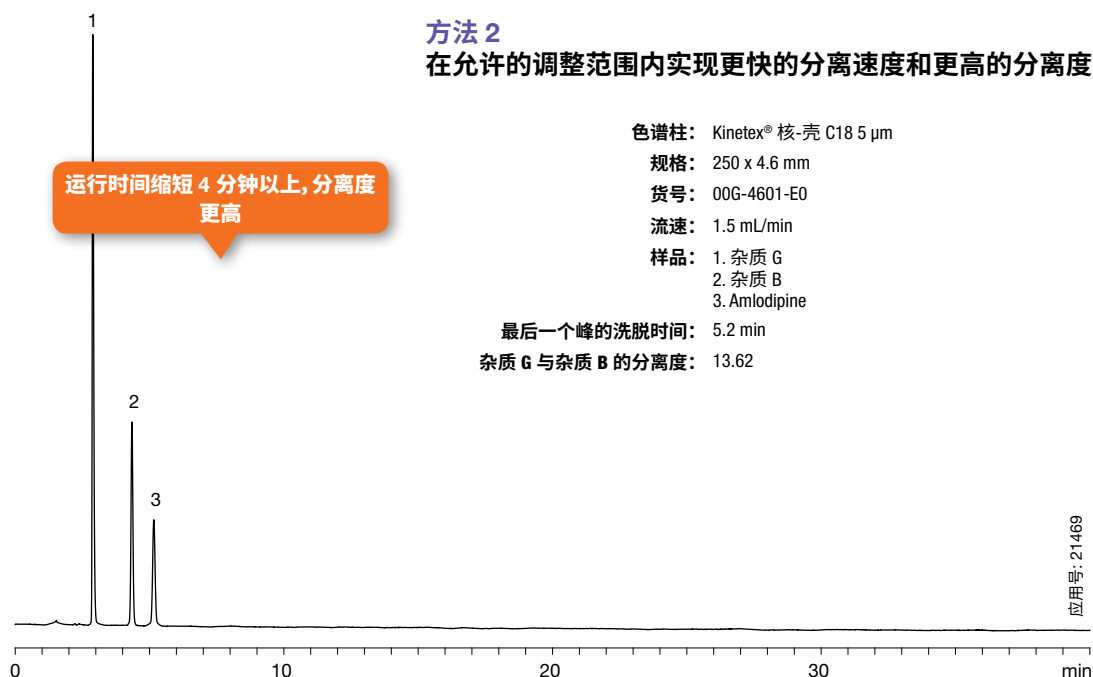 方法 2
在允许的调整范围内实现更快的分离速度和更高的分离度
色谱柱: Kinetex® 核-壳 C18 5 µm
规格: 250 x 4.6 mm
货号: 00G-4601-E0
流速: 1.5 mL/min
样品: 1. 杂质 G
2. 杂质 B
3. Amlodipine
最后一个峰的洗脱时间: 5.2 min
杂质 G 与杂质 B 的分离度: 13.62
运行时间缩短 4 分钟以上,分离度
更高
1
2
3
应用号: 21469
0 10 20 30 min